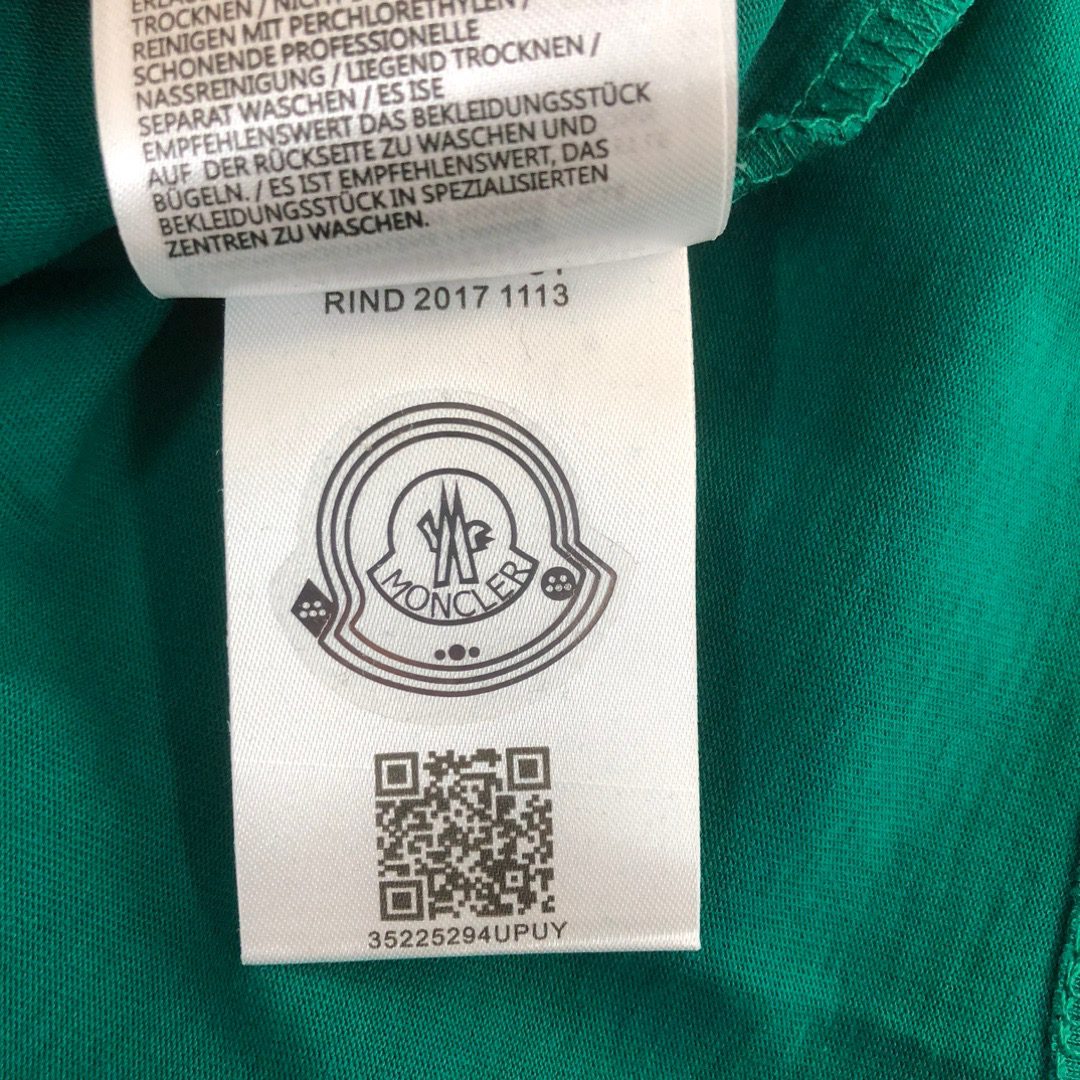 TROCKNEN / NICHT
REINIGEN MIT PERCHLORETHYLEN /
SCHONENDE PROFESSIONELLE
NASSREINIGUNG / LIEGEND TROCKNEN /
SEPARAT WASCHEN / ES ISE
EMPFEHLENSWERT DAS BEKLEIDUNGSSTÜCK
AUF DER RÜCKSEITE ZU WASCHEN UND
BÜGELN. / ES IST EMPFEHLENSWERT, DAS
BEKLEIDUNGSSTÜCK IN SPEZIALISIERTEN
ZENTREN ZU WASCHEN.
RIND 2017 1113
MONCLER
35225294UPUY